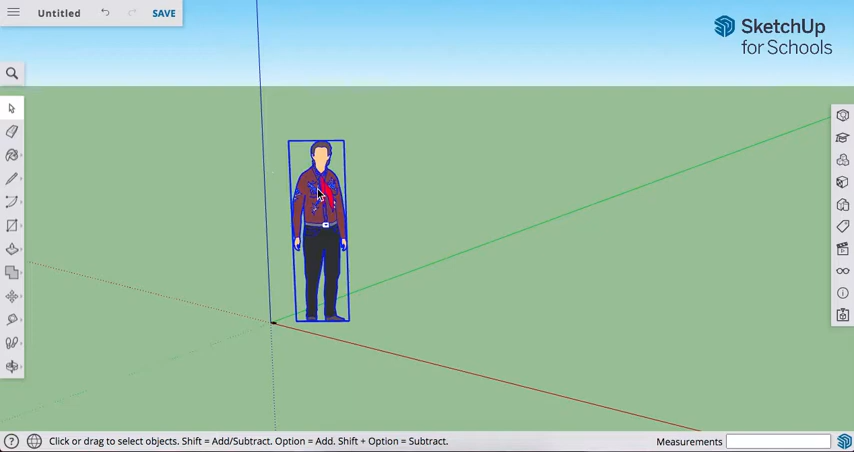 Untitled
SAVE
SketchUp
for Schools
Click or drag to select objects. Shift = Add/Subtract. Option = Add. Shift + Option = Subtract.
Measurements